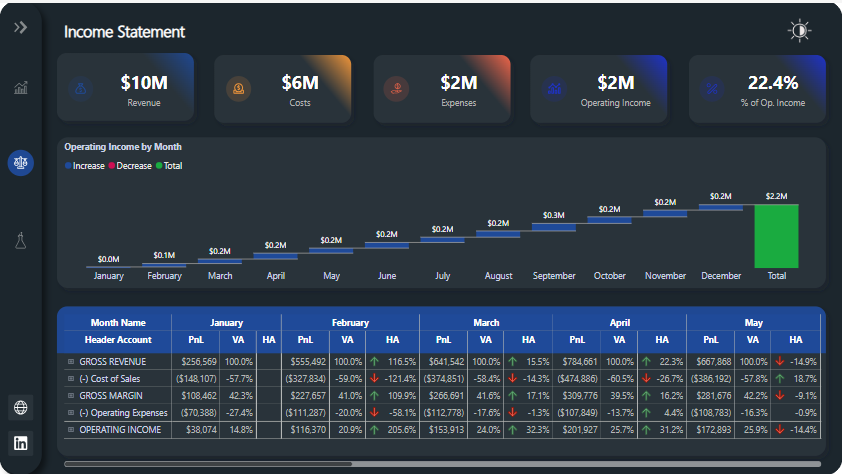 Income Statement
$10M
Revenue
$6M
Costs
$2M
Expenses
$2M
Operating Income
22.4%
% of Op. Income
Operating Income by Month
Increase Decrease Total
$0.0M $0.1M $0.2M $0.2M $0.2M $0.2M $0.2M $0.2M $0.3M $0.2M $0.2M $0.2M $2.2M
January February March April May June July August September October November December Total
Month Name January February March April May
Header Account PnL VA HA PnL VA HA PnL VA HA PnL VA HA PnL VA HA
GROSS REVENUE $256,569 100.0% $555,492 100.0% 116.5% $641,542 100.0% 15.5% $784,661 100.0% 22.3% $667,868 100.0% -14.9%
(-) Cost of Sales ($148,107) -57.7% ($327,834) -59.0% -121.4% ($374,851) -58.4% -14.3% ($474,886) -60.5% -26.7% ($386,192) -57.8% 18.7%
GROSS MARGIN $108,462 42.3% $227,657 41.0% 109.9% $266,691 41.6% 17.1% $309,776 39.5% 16.2% $281,676 42.2% -9.1%
(-) Operating Expenses ($70,388) -27.4% ($111,287) -20.0% -58.1% ($112,778) -17.6% -1.3% ($107,849) -13.7% 4.4% ($108,783) -16.3% -0.9%
OPERATING INCOME $38,074 14.8% $116,370 20.9% 205.6% $153,913 24.0% 32.3% $201,927 25.7% 31.2% $172,893 25.9% -14.4%
in